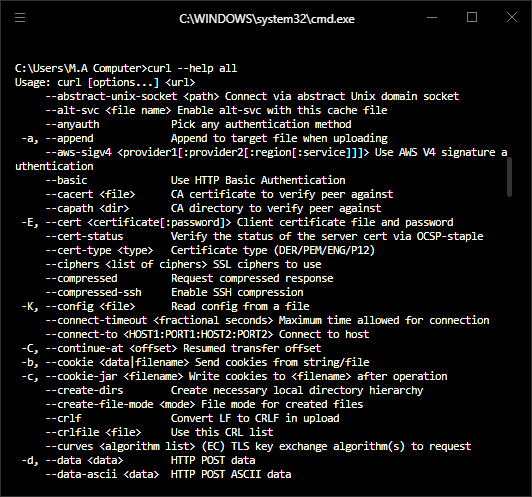 C:\WINDOWS\system32\cmd.exe
C:\Users\M.A Computer>curl --help all
Usage: curl [options...] <url>
     --abstract-unix-socket <path> Connect via abstract Unix domain socket
     --alt-svc <file name> Enable alt-svc with this cache file
     --anyauth          Pick any authentication method
 -a, --append           Append to target file when uploading
     --aws-sigv4 <provider1[:provider2[:region[:service]]]> Use AWS V4 signature a
uthentication
     --basic            Use HTTP Basic Authentication
     --cacert <file>    CA certificate to verify peer against
     --capath <dir>     CA directory to verify peer against
 -E, --cert <certificate[:password]> Client certificate file and password
     --cert-status      Verify the status of the server cert via OCSP-staple
     --cert-type <type>  Certificate type (DER/PEM/ENG/P12)
     --ciphers <list of ciphers> SSL ciphers to use
     --compressed       Request compressed response
     --compressed-ssh   Enable SSH compression
 -K, --config <file>    Read config from a file
     --connect-timeout <fractional seconds> Maximum time allowed for connection
     --connect-to <HOST1:PORT1:HOST2:PORT2> Connect to host
 -C, --continue-at <offset> Resumed transfer offset
 -b, --cookie <data|filename> Send cookies from string/file
 -c, --cookie-jar <filename> Write cookies to <filename> after operation
     --create-dirs      Create necessary local directory hierarchy
     --create-file-mode <mode> File mode for created files
     --crlf             Convert LF to CRLF in upload
     --crlfile <file>   Use this CRL list
     --curves <algorithm list> (EC) TLS key exchange algorithm(s) to request
 -d, --data <data>      HTTP POST data
     --data-ascii <data>  HTTP POST ASCII data